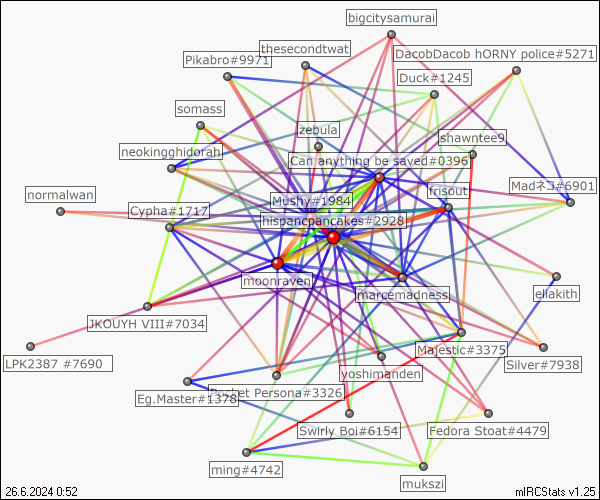 bigcitysamurai
thesecondtwat
DacobDacob hORNY police#5271
Pikabro#9971
Duck#1245
somass
zebula
shawntee9
neokingghidorah
Can anything be saved#0396
normalwan
frisout
Madネコ#6901
Mushy#1984
Cypha#1717
hispancpancakes#2928
moonraven
eliakith
marcemadness
JKOUYH VIII#7034
Majestic#3375
LPK2387 #7690
yoshimanden
Silver#7938
Persona#3326
Eg.Master#1378
Swirly Boi#6154
Fedora Stoat#4479
ming#4742
mukszi
26.6.2024 0:52
mIRCStats v1.25